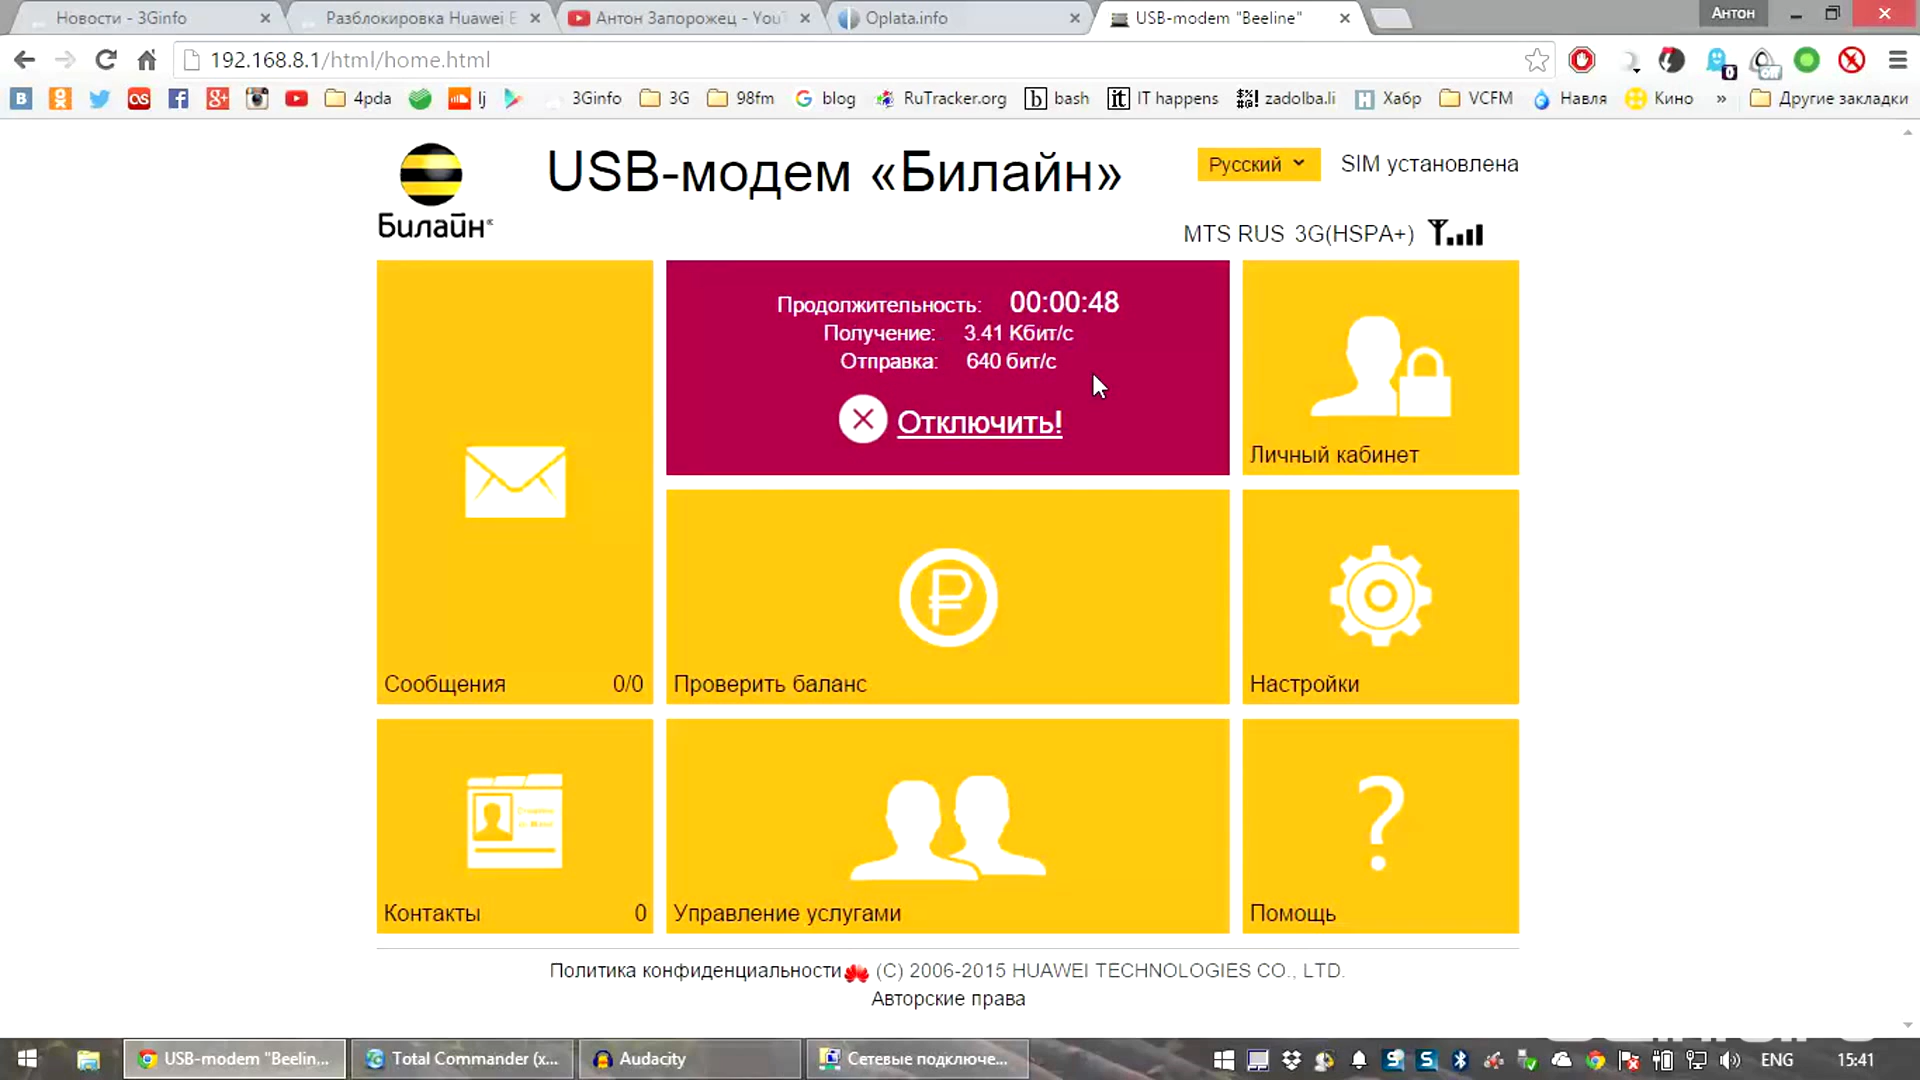 Новости - 3Ginfo
Разблокировка Huawei E
Антон Запорожец - YouT
Oplata.info
USB-modem "Beeline"
Антон
192.168.8.1/html/home.html
4pda
lj
3Ginfo
3G
98fm
blog
RuTracker.org
bash
IT happens
zadolba.li
Хабр
VCFM
Навля
Кино
»
Другие закладки
Билайн
USB-модем «Билайн»
Русский
SIM установлена
MTS RUS 3G(HSPA+)
Продолжительность: 00:00:48
Получение: 3.41 Кбит/с
Отправка: 640 бит/с
Отключить!
Личный кабинет
Сообщения 0/0
Проверить баланс
Настройки
Контакты 0
Управление услугами
Помощь
Политика конфиденциальности (C) 2006-2015 HUAWEI TECHNOLOGIES CO., LTD.
Авторские права
USB-modem "Beelin...
Total Commander (x...
Audacity
Сетевые подключе...
ENG
15:41